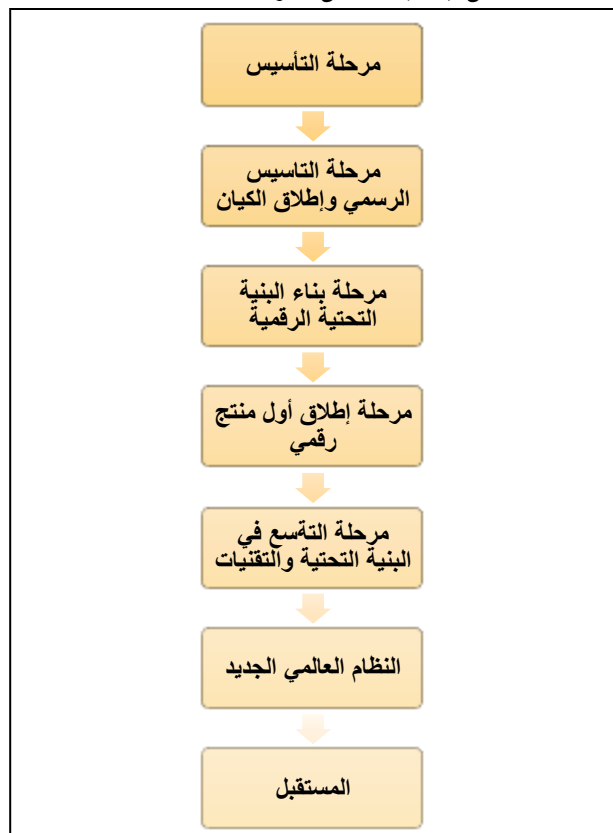 مرحلة التأسيس
مرحلة التاسيس
الرسمي وإطلاق الكيان
مرحلة بناء البنية
التحتية الرقمية
مرحلة إطلاق أول منتج
رقمي
مرحلة التةسع في
البنية التحتية والتقنيات
النظام العالمي الجديد
المستقبل